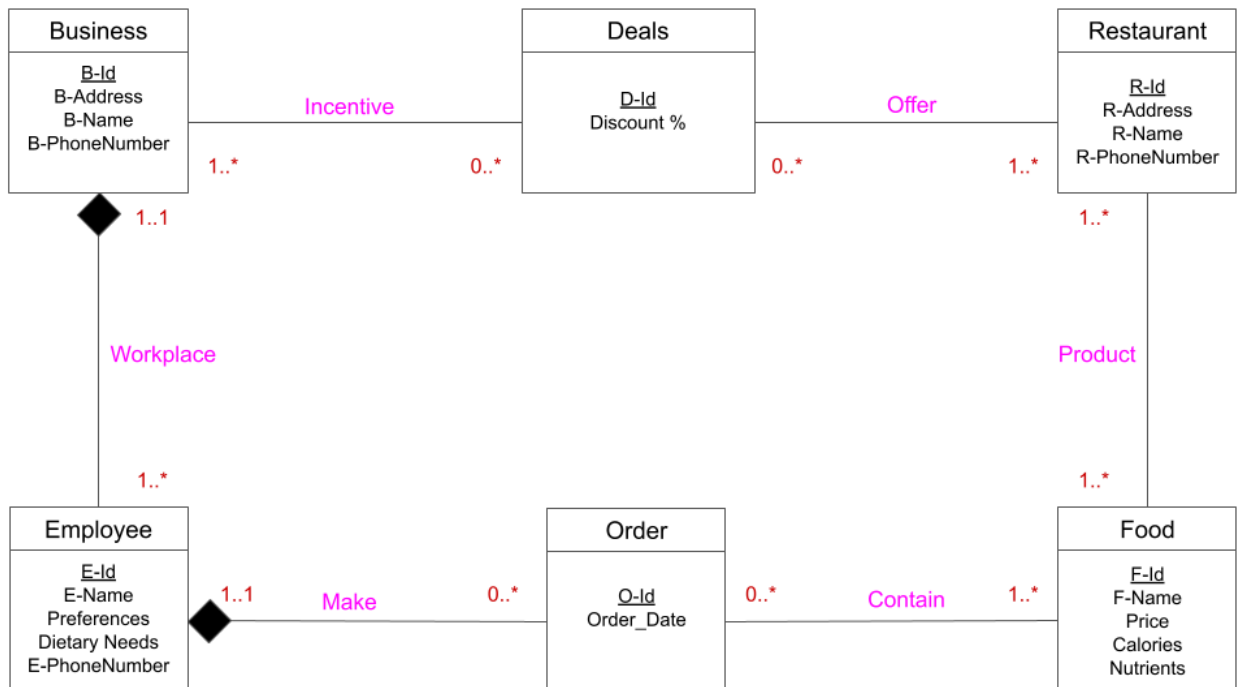 Business
B-Id
B-Address
B-Name
B-PhoneNumber
Incentive
1..*
0..*
Deals
D-Id
Discount %
Offer
0..*
1..*
Restaurant
R-Id
R-Address
R-Name
R-PhoneNumber
1..1
Workplace
1..*
1..*
Product
1..*
Employee
E-Id
E-Name
Preferences
Dietary Needs
E-PhoneNumber
1..1
Make
0..*
Order
O-Id
Order_Date
0..*
Contain
1..*
Food
F-Id
F-Name
Price
Calories
Nutrients